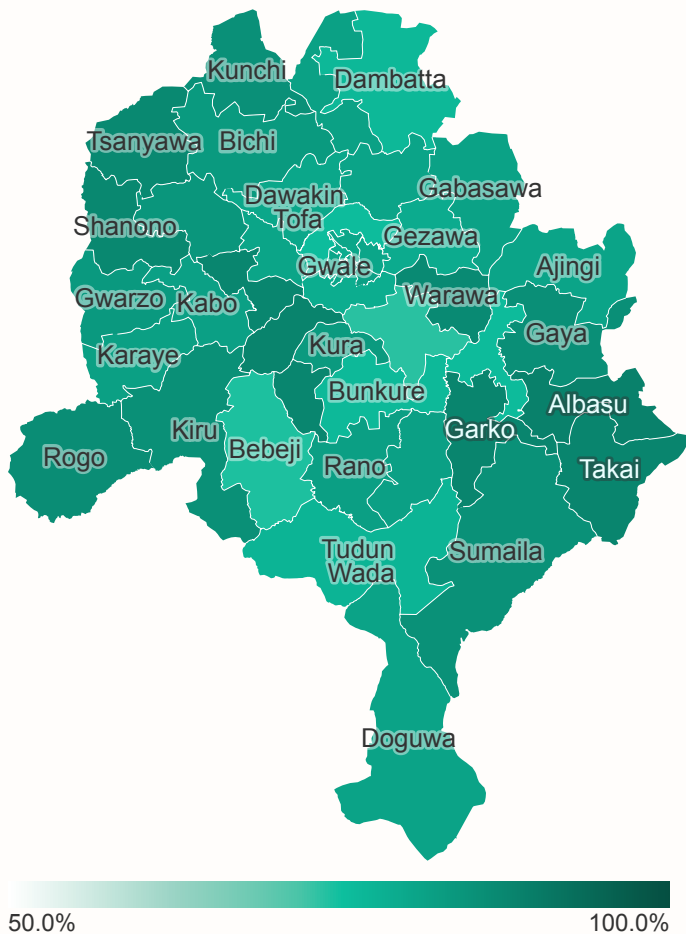 Kunchi
Dambatta
Tsanyawa
Bichi
Gabasawa
Dawakin
Tofa
Shanono
Gezawa
Gwale
Ajingi
Warawa
Gwarzo
Kabo
Gaya
Kura
Karaye
Bunkure
Albasu
Garko
Kiru
Bebeji
Rogo
Rano
Takai
Tudun
Wada
Sumaila
Doguwa
50.0%
100.0%